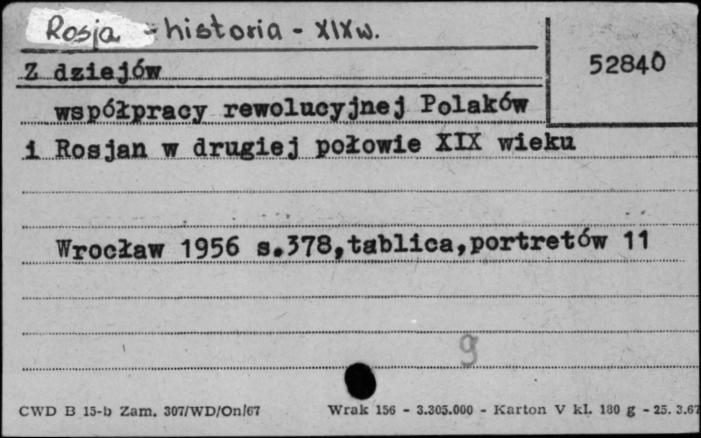 Rosja - historia - XIXw.
52840
Z dziejów
współpracy rewolucyjnej Polaków
i Rosjan w drugiej połowie XIX wieku
Wrocław 1956 s.378,tablica,portretów 11
9
CWD B 15-b Zam. 307/WD/On/67 Wrak 156 - 3.305.000 - Karton V kl. 180 g - 25. 3.67